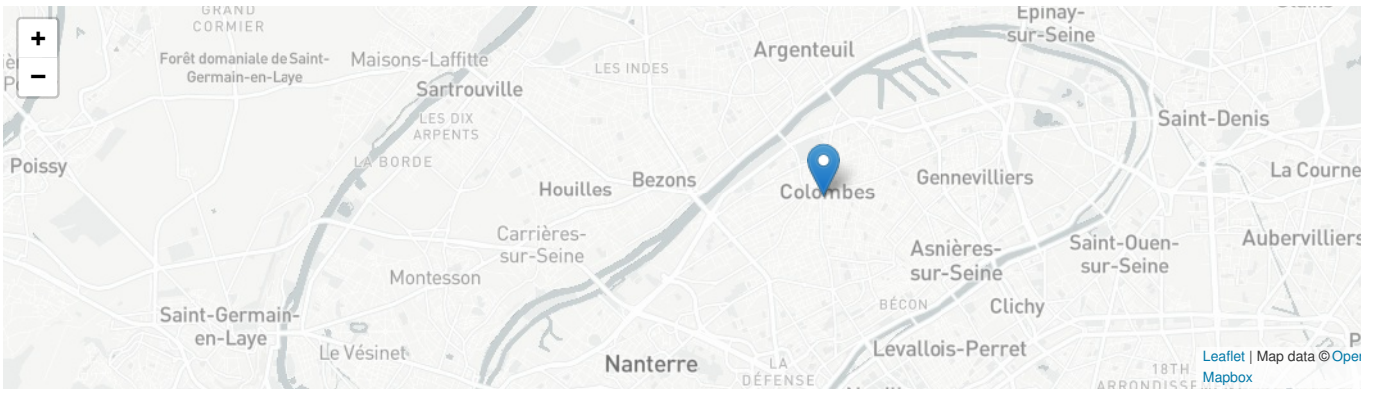 +
−
GRAND
CORMIER
Forêt domaniale de Saint-
Germain-en-Laye
Maisons-Laffitte
Sartrouville
LES DIX
ARPENTS
LA BORDE
Poissy
LES INDES
Argenteuil
Epinay-
sur-Seine
Saint-Denis
La Courne
Houilles
Bezons
Colombes
Gennevilliers
Carrières-
sur-Seine
Asnières-
sur-Seine
Saint-Ouen-
sur-Seine
Aubervilliers
Montesson
BÉCON
Clichy
Saint-Germain-
en-Laye
Le Vésinet
Nanterre
LA
DÉFENSE
Levallois-Perret
18TH
ARRONDISSE
P
Leaflet | Map data © Oper
Mapbox